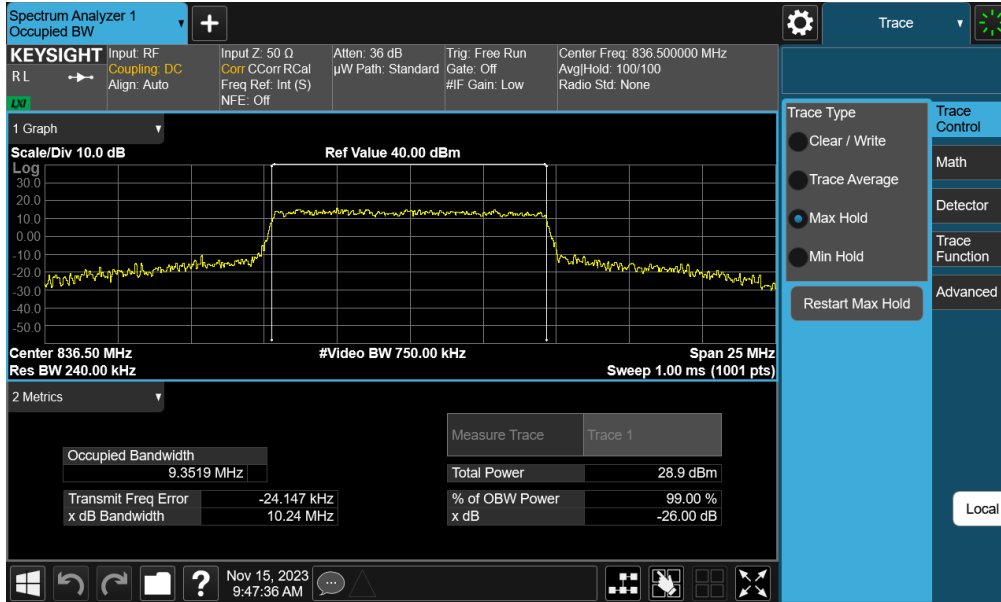 Spectrum Analyzer 1
Occupied BW
Trace
KEYSIGHT
RL
LXI
Input: RF
Coupling: DC
Align: Auto
Input Z: 50 Ω
Corr CCorr RCal
Freq Ref: Int (S)
NFE: Off
Atten: 36 dB
µW Path: Standard
Trig: Free Run
Gate: Off
#IF Gain: Low
Center Freq: 836.500000 MHz
Avg|Hold: 100/100
Radio Std: None
1 Graph
Scale/Div 10.0 dB
Ref Value 40.00 dBm
Log
30.0
20.0
10.0
0.00
-10.0
-20.0
-30.0
-40.0
-50.0
Center 836.50 MHz
#Video BW 750.00 kHz
Span 25 MHz
Res BW 240.00 kHz
Sweep 1.00 ms (1001 pts)
2 Metrics
Measure Trace
Trace 1
Occupied Bandwidth
9.3519 MHz
Total Power
28.9 dBm
Transmit Freq Error
-24.147 kHz
% of OBW Power
99.00 %
x dB Bandwidth
10.24 MHz
x dB
-26.00 dB
Trace Type
Clear / Write
Trace Average
Max Hold
Min Hold
Restart Max Hold
Trace
Control
Math
Detector
Trace
Function
Advanced
Local
?
Nov 15, 2023
9:47:36 AM